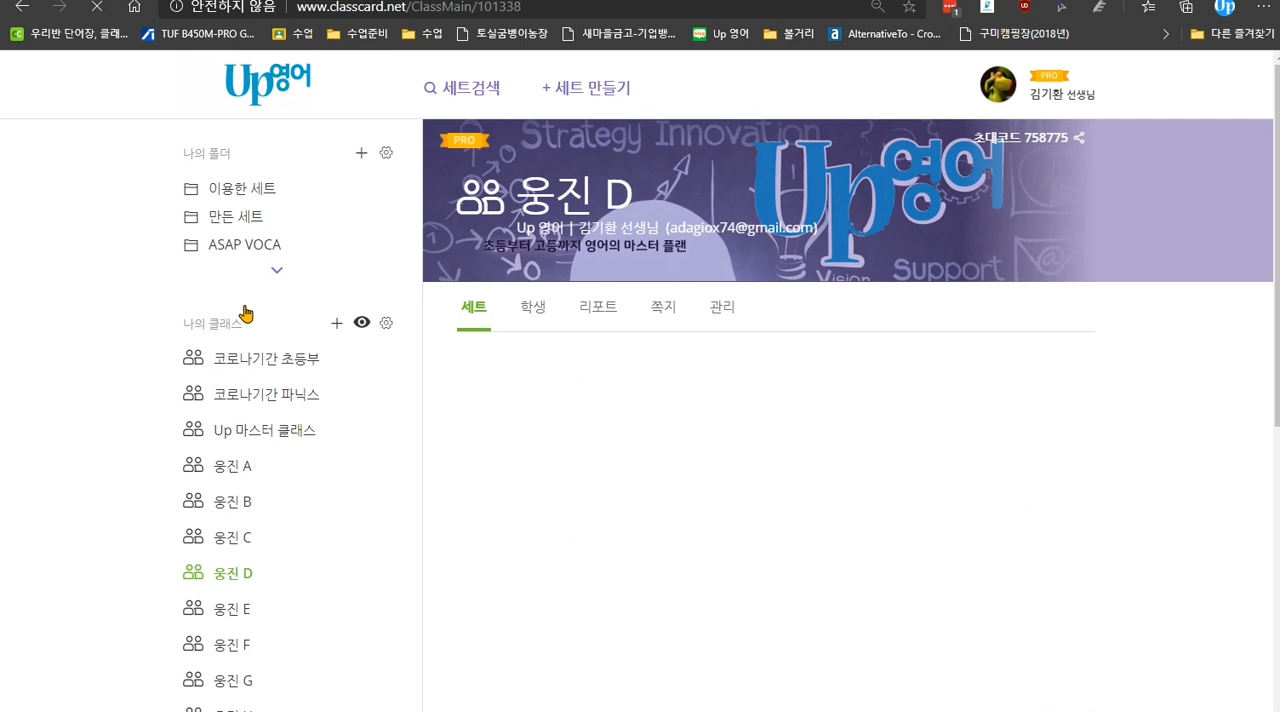 안전하지 않음 www.classcard.net/ClassMain/101338
우리반 단어장, 클래... TUF B450M-PRO G... 수업 수업준비 수업 토실굼벵이농장 새마을금고-기업뱅... Up 영어 볼거리 AlternativeTo - Cro... 구미캠핑장(2018년) 다른 즐겨찾기
Up영어
세트검색
+ 세트 만들기
PRO
김기환 선생님
나의 폴더
이용한 세트
만든 세트
ASAP VOCA
나의 클래스
코로나기간 초등부
코로나기간 파닉스
Up 마스터 클래스
웅진 A
웅진 B
웅진 C
웅진 D
웅진 E
웅진 F
웅진 G
PRO
Strategy Innovation
초대코드 758775
웅진 D
Up영어
Up 영어 | 김기환 선생님 (adagiox74@gmail.com)
초등부터 고등까지 영어의 마스터 플랜
Vision
Support
세트 학생 리포트 쪽지 관리